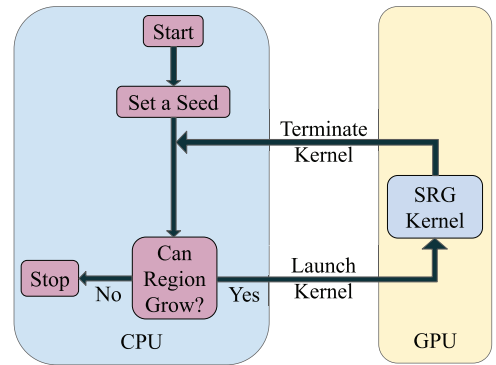 Start
Set a Seed
Terminate
Kernel
SRG
Kernel
Can
Region
Grow?
Stop
No
Yes
Launch
Kernel
CPU
GPU